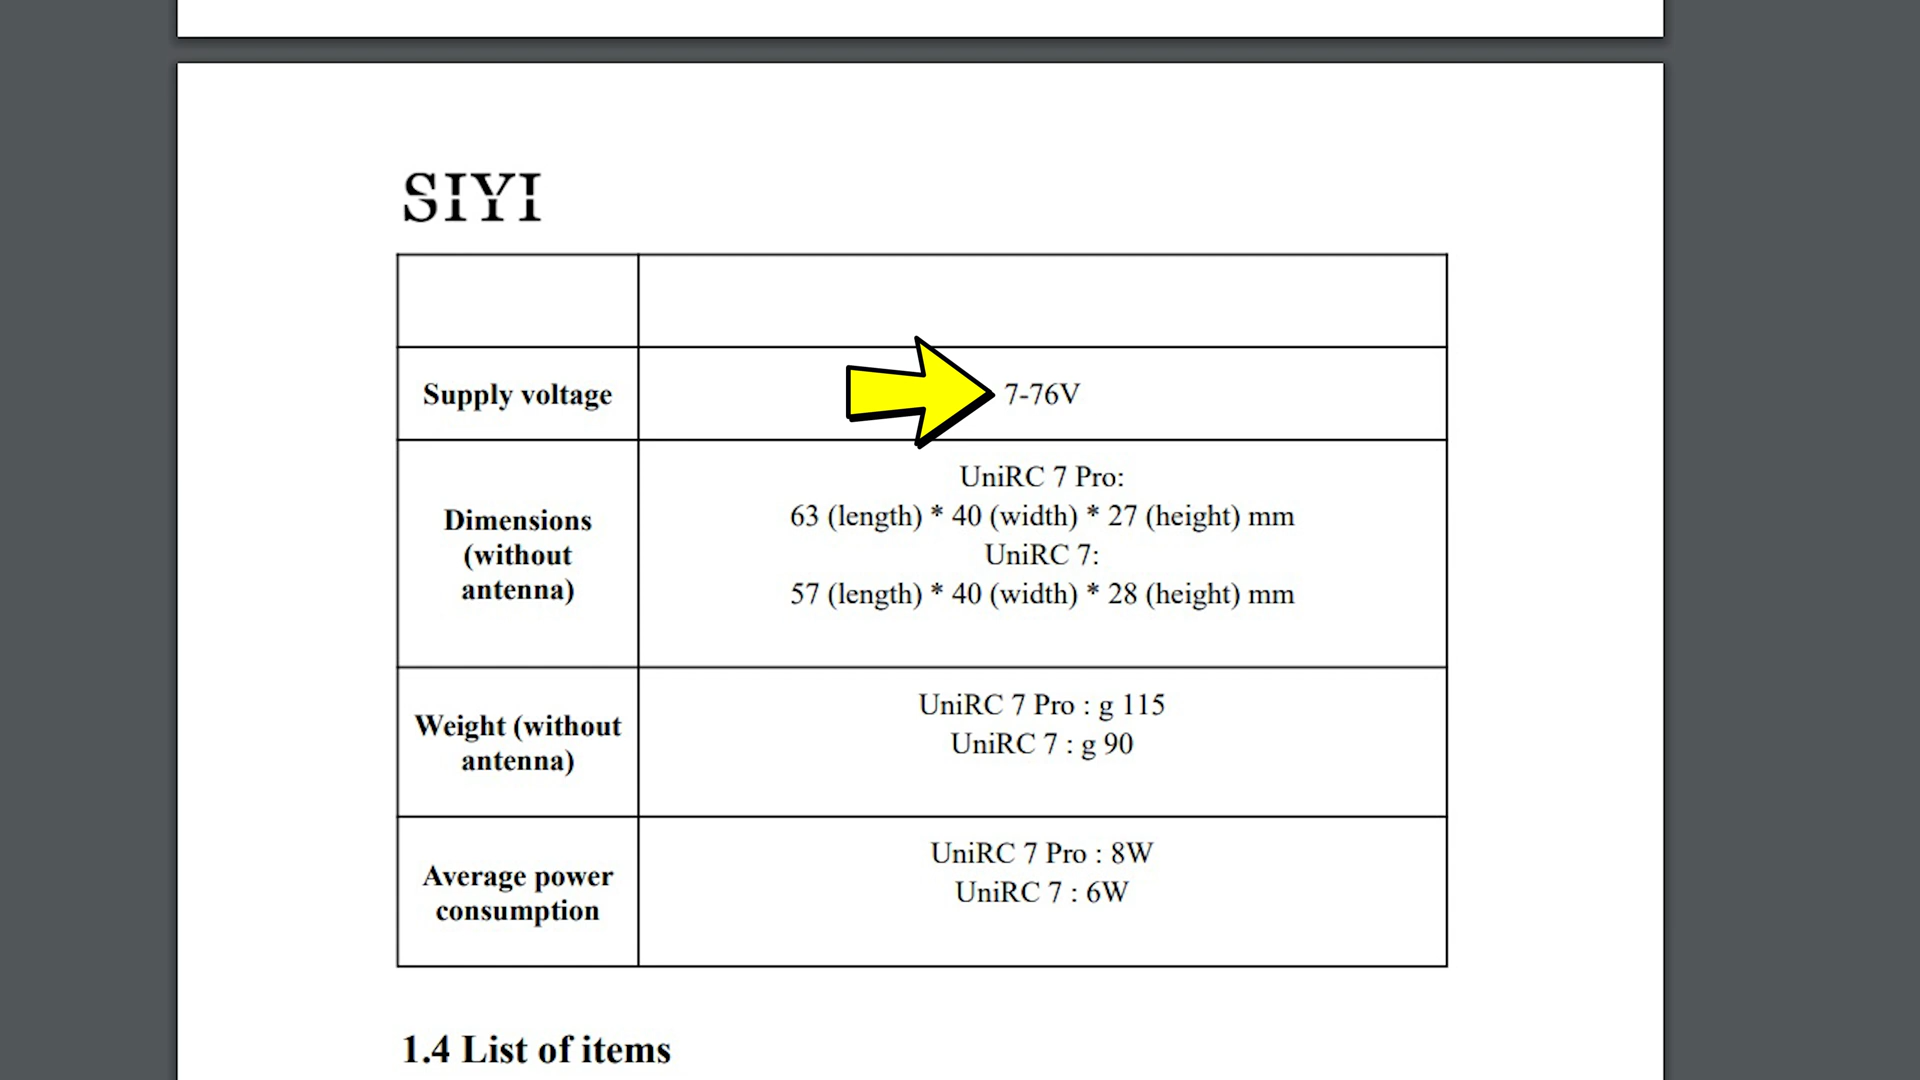 SIYI
Supply voltage
7-76V
Dimensions
(without
antenna)
UniRC 7 Pro:
63 (length) * 40 (width) * 27 (height) mm
UniRC 7:
57 (length) * 40 (width) * 28 (height) mm
Weight (without
antenna)
UniRC 7 Pro : g 115
UniRC 7 : g 90
Average power
consumption
UniRC 7 Pro : 8W
UniRC 7 : 6W
1.4 List of items